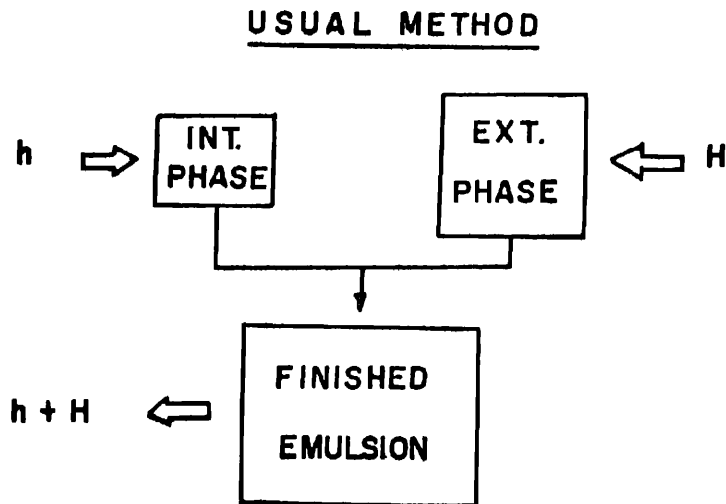 USUAL METHOD
h
INT.
PHASE
EXT.
PHASE
H
FINISHED
EMULSION
h + H